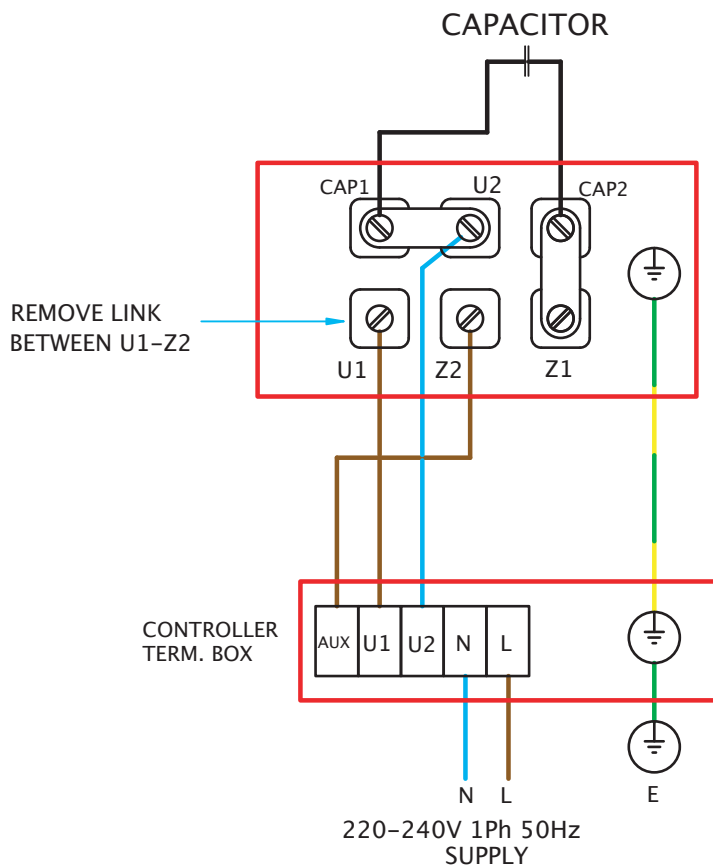 CAPACITOR
CAP1
U2
CAP2
REMOVE LINK
BETWEEN U1-Z2
U1
Z2
Z1
CONTROLLER
TERM. BOX
AUX
U1
U2
N
L
N
L
E
220-240V 1Ph 50Hz
SUPPLY